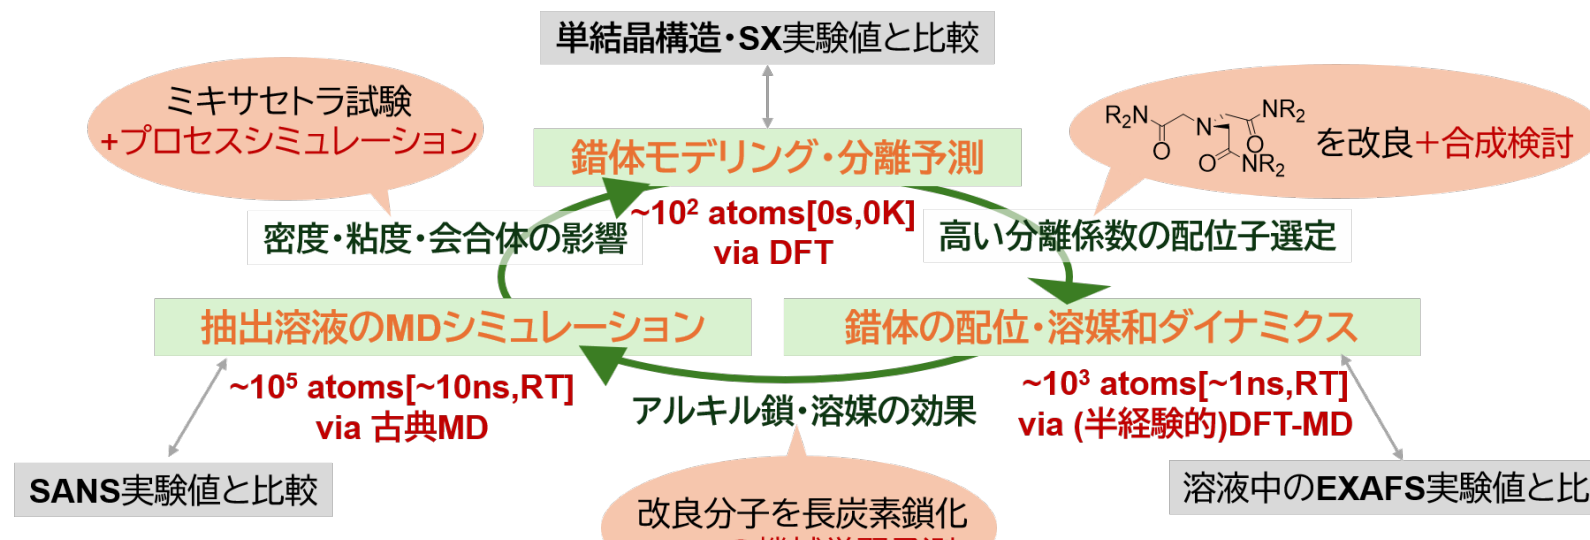 単結晶構造・SX実験値と比較
ミキサセトラ試験
+プロセスシミュレーション
錯体モデリング・分離予測
R₂N
N
NR₂
O
O
O
NR₂
を改良+合成検討
~10² atoms[0s,0K]
via DFT
密度・粘度・会合体の影響
高い分離係数の配位子選定
抽出溶液のMDシミュレーション
錯体の配位・溶媒和ダイナミクス
~10⁵ atoms[~10ns,RT]
via 古典MD
アルキル鎖・溶媒の効果
~10³ atoms[~1ns,RT]
via (半経験的)DFT-MD
SANS実験値と比較
溶液中のEXAFS実験値と比
改良分子を長炭素鎖化